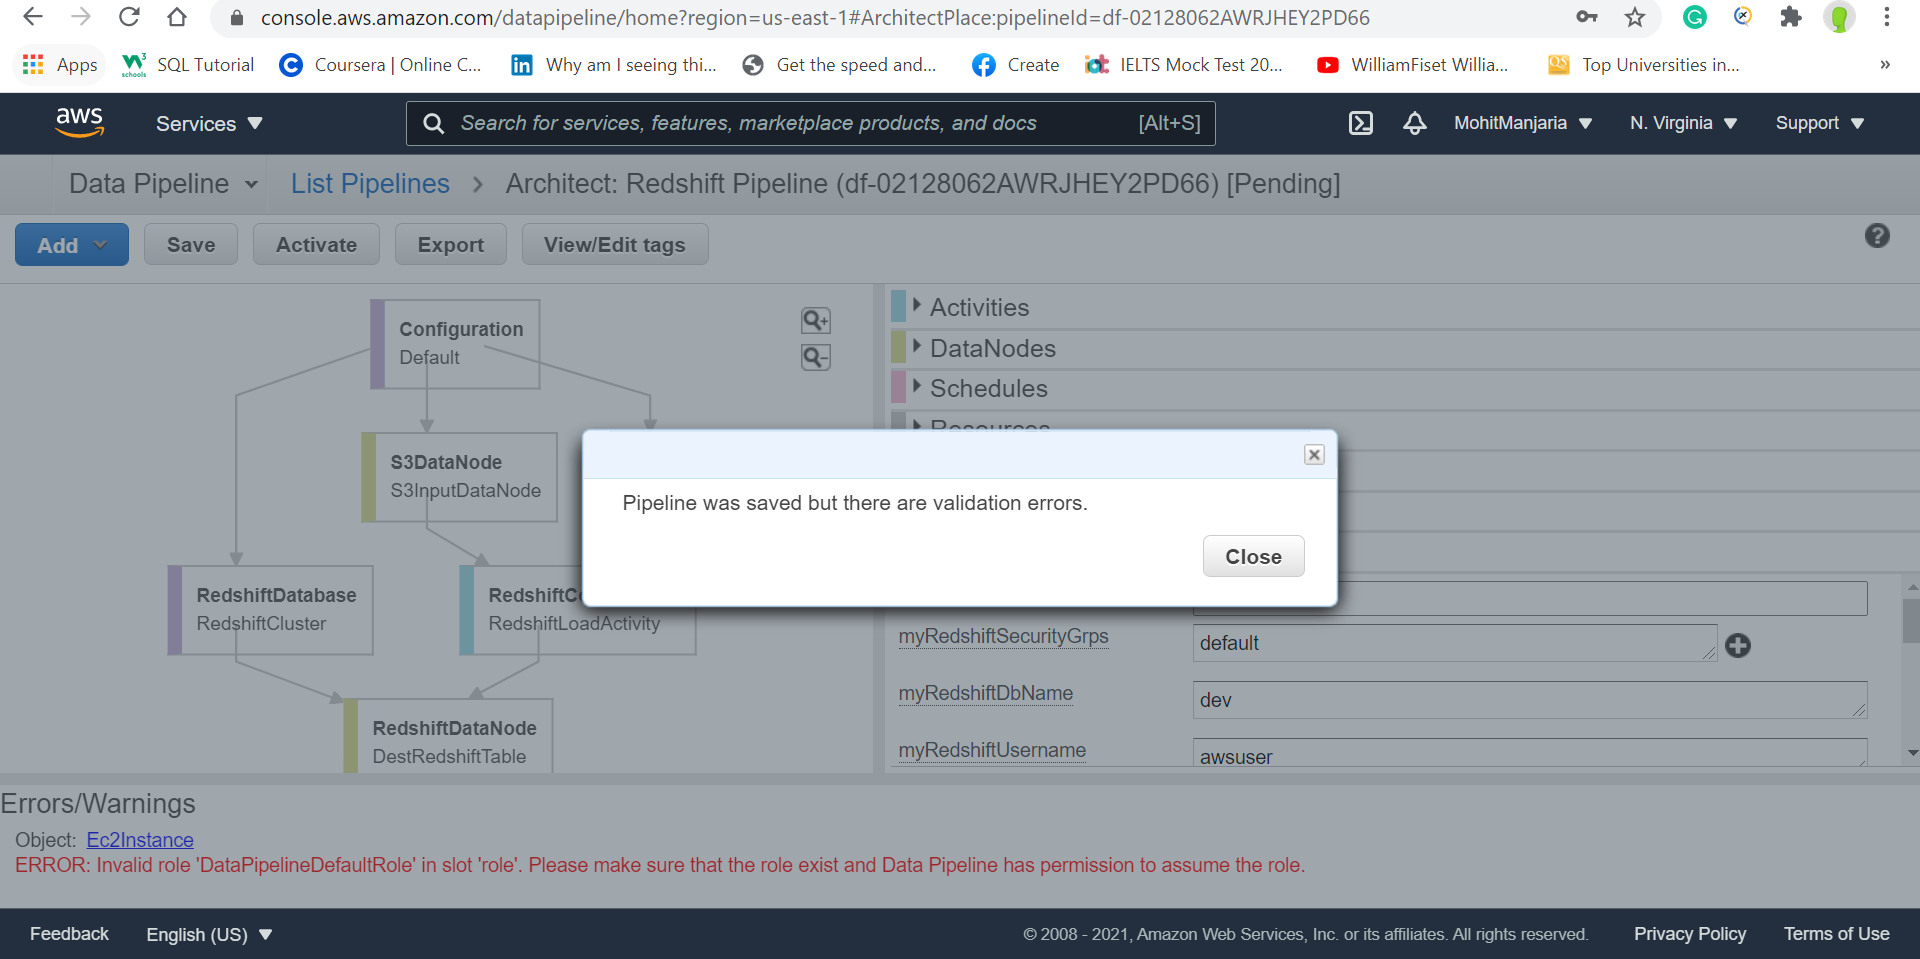 console.aws.amazon.com/datapipeline/home?region=us-east-1#ArchitectPlace:pipelineId=df-02128062AWRJHEY2PD66
Apps
W3 schools SQL Tutorial
C Coursera | Online C...
in Why am I seeing thi...
Get the speed and...
Create
IELTS Mock Test 20...
WilliamFiset Willia...
QS Top Universities in...
»
aws
Services
Search for services, features, marketplace products, and docs [Alt+S]
MohitManjaria
N. Virginia
Support
Data Pipeline
List Pipelines
Architect: Redshift Pipeline (df-02128062AWRJHEY2PD66) [Pending]
Add
Save
Activate
Export
View/Edit tags
Configuration
Default
S3DataNode
S3InputDataNode
RedshiftDatabase
RedshiftCluster
RedshiftC
RedshiftLoadActivity
RedshiftDataNode
DestRedshiftTable
Activities
DataNodes
Schedules
Resources
Pipeline was saved but there are validation errors.
Close
myRedshiftSecurityGrps
default
myRedshiftDbName
dev
myRedshiftUsername
awsuser
Errors/Warnings
Object: Ec2Instance
ERROR: Invalid role 'DataPipelineDefaultRole' in slot 'role'. Please make sure that the role exist and Data Pipeline has permission to assume the role.
Feedback
English (US)
© 2008 - 2021, Amazon Web Services, Inc. or its affiliates. All rights reserved.
Privacy Policy
Terms of Use